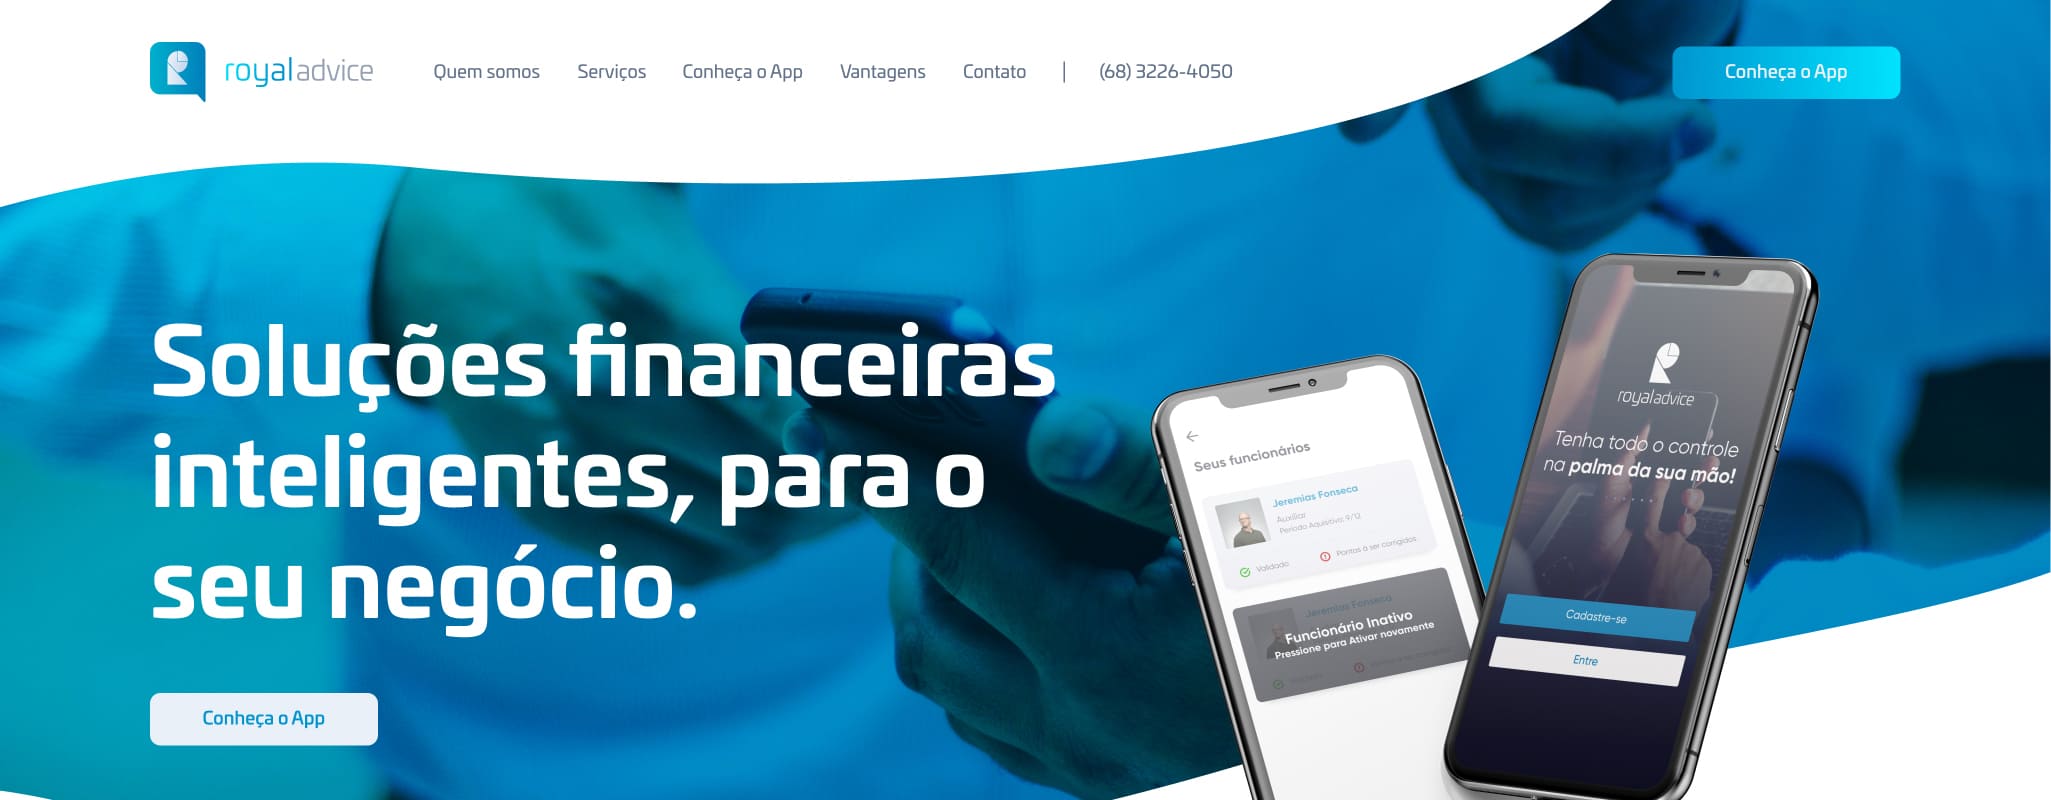 royaladvice
Quem somos
Serviços
Conheça o App
Vantagens
Contato
(68) 3226-4050
Conheça o App
Soluções financeiras
inteligentes, para o
seu negócio.
Conheça o App
Seus funcionários
Jeremias Fonseca
Auxiliar
Período Aquisitivo: 9/12
Validado
Pontos à ser corrigidos
Jeremias Fonseca
Funcionário Inativo
Pressione para Ativar novamente
royaladvice
Tenha todo o controle
na palma da sua mão!
Cadastre-se
Entre